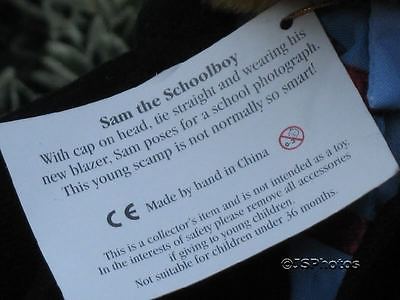 Sam the Schoolboy
With cap on head, tie straight and wearing his
new blazer, Sam poses for a school photograph.
This young scamp is not normally so smart!
CE Made by hand in China
This is a collector's item and is not intended as a toy.
In the interests of safety please remove all accessories
if giving to young children.
Not suitable for children under 36 months.
©JSPhotos